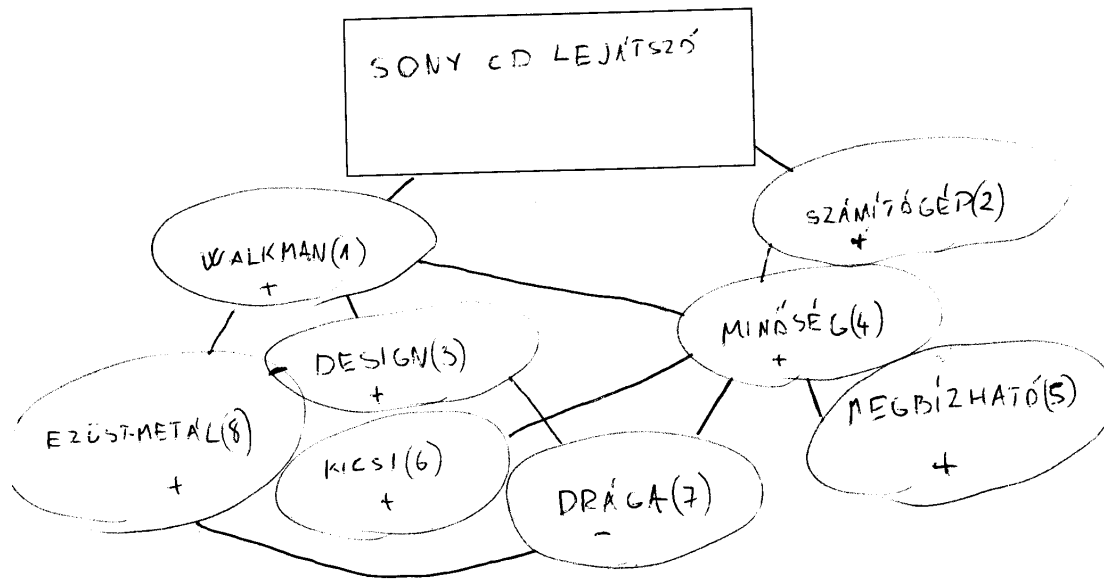 SONY CD LEJÁTSZÓ
SZÁMÍTÓGÉP(2)
+
WALKMAN(1)
+
MINŐSÉG(4)
+
DESIGN(3)
+
MEGBÍZHATÓ(5)
+
EZÜST-METÁL(8)
+
KICSI(6)
+
DRÁGA(7)
-